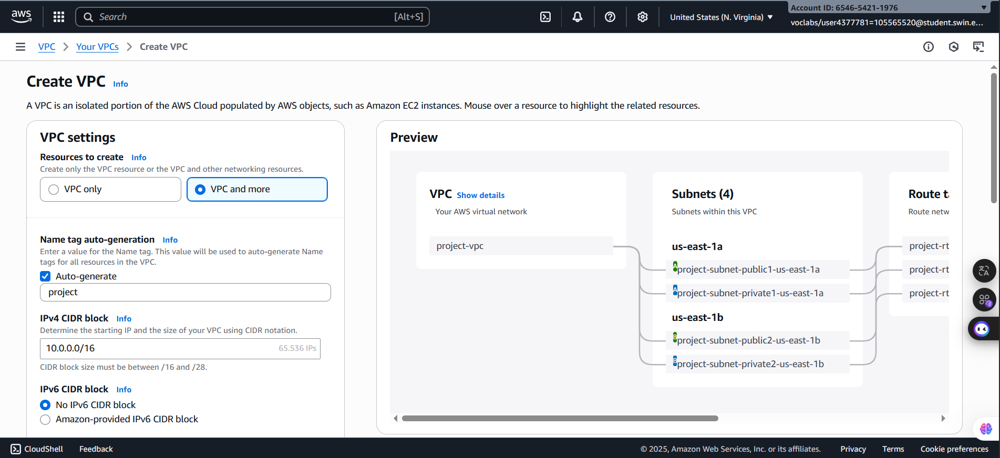 aws
Search
[Alt+S]
United States (N. Virginia)
Account ID: 6546-5421-1976
voclabs/user4377781=105565520@student.swin.e...
VPC
Your VPCs
Create VPC
Create VPC Info
A VPC is an isolated portion of the AWS Cloud populated by AWS objects, such as Amazon EC2 instances. Mouse over a resource to highlight the related resources.
VPC settings
Resources to create Info
Create only the VPC resource or the VPC and other networking resources.
VPC only
VPC and more
Name tag auto-generation Info
Enter a value for the Name tag. This value will be used to auto-generate Name
tags for all resources in the VPC.
Auto-generate
project
IPv4 CIDR block Info
Determine the starting IP and the size of your VPC using CIDR notation.
10.0.0.0/16
65.536 IPs
CIDR block size must be between /16 and /28.
IPv6 CIDR block Info
No IPv6 CIDR block
Amazon-provided IPv6 CIDR block
Preview
VPC Show details
Your AWS virtual network
project-vpc
Subnets (4)
Subnets within this VPC
us-east-1a
A project-subnet-public1-us-east-1a
A project-subnet-private1-us-east-1a
us-east-1b
B project-subnet-public2-us-east-1b
B project-subnet-private2-us-east-1b
Route ta
Route netw
project-rt
project-rt
project-rt
CloudShell
Feedback
© 2025, Amazon Web Services, Inc. or its affiliates.
Privacy
Terms
Cookie preferences